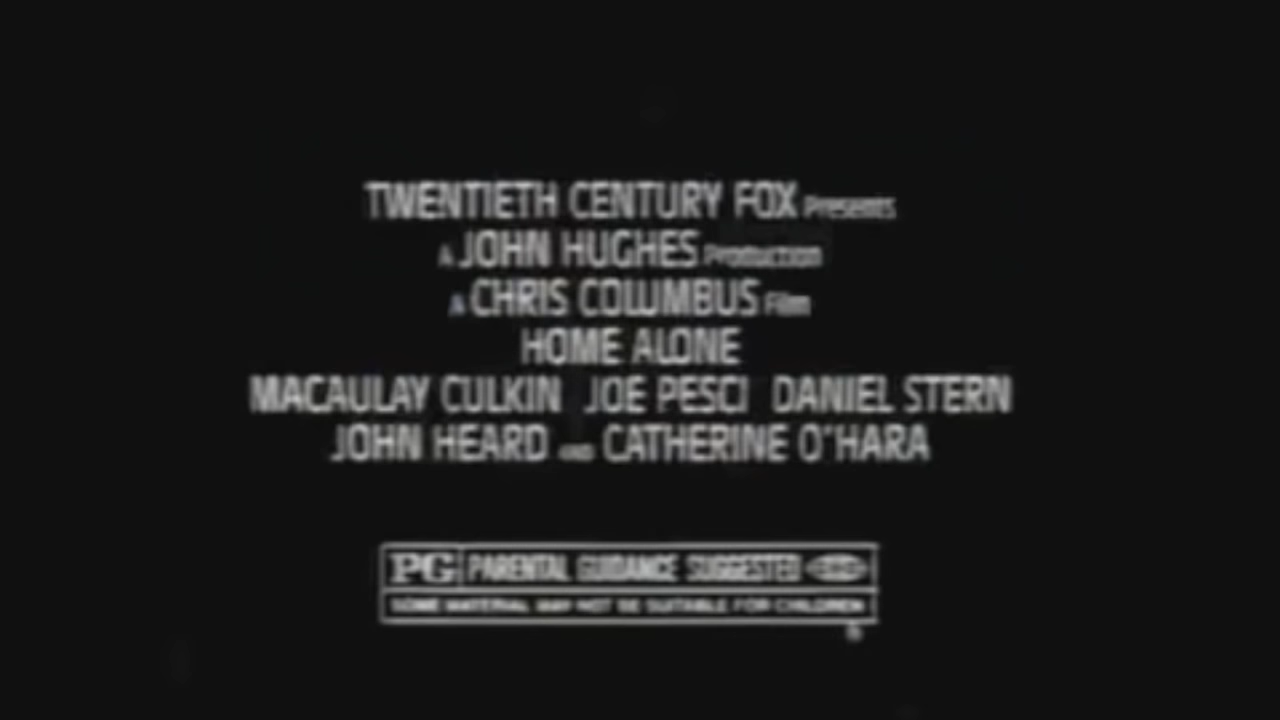 TWENTIETH CENTURY FOX Presents
A JOHN HUGHES Production
A CHRIS COLUMBUS Film
HOME ALONE
MACAULAY CULKIN JOE PESCI DANIEL STERN
JOHN HEARD AND CATHERINE O'HARA
PG PARENTAL GUIDANCE SUGGESTED
SOME MATERIAL MAY NOT BE SUITABLE FOR CHILDREN